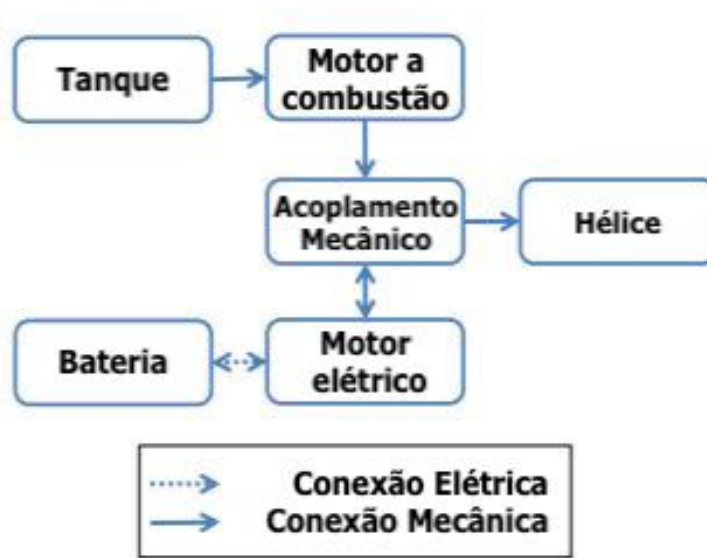 Tanque
Motor a
combustão
Acoplamento
Mecânico
Hélice
Bateria
Motor
elétrico
Conexão Elétrica
Conexão Mecânica